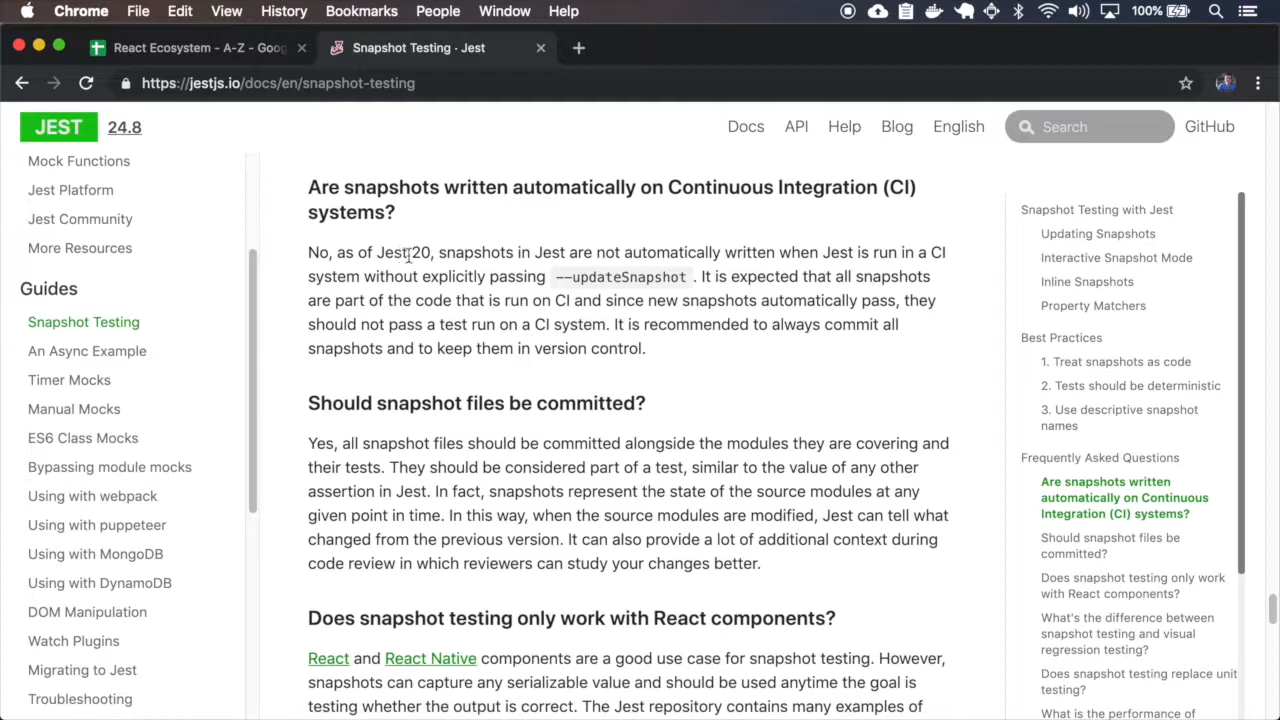 Chrome File Edit View History Bookmarks People Window Help 100%
React Ecosystem - A-Z - Goog
Snapshot Testing · Jest
https://jestjs.io/docs/en/snapshot-testing
JEST 24.8
Docs API Help Blog English Search GitHub
Mock Functions
Jest Platform
Jest Community
More Resources
Guides
Snapshot Testing
An Async Example
Timer Mocks
Manual Mocks
ES6 Class Mocks
Bypassing module mocks
Using with webpack
Using with puppeteer
Using with MongoDB
Using with DynamoDB
DOM Manipulation
Watch Plugins
Migrating to Jest
Troubleshooting
Are snapshots written automatically on Continuous Integration (CI)
systems?
No, as of Jest 20, snapshots in Jest are not automatically written when Jest is run in a CI
system without explicitly passing --updateSnapshot. It is expected that all snapshots
are part of the code that is run on CI and since new snapshots automatically pass, they
should not pass a test run on a CI system. It is recommended to always commit all
snapshots and to keep them in version control.
Should snapshot files be committed?
Yes, all snapshot files should be committed alongside the modules they are covering and
their tests. They should be considered part of a test, similar to the value of any other
assertion in Jest. In fact, snapshots represent the state of the source modules at any
given point in time. In this way, when the source modules are modified, Jest can tell what
changed from the previous version. It can also provide a lot of additional context during
code review in which reviewers can study your changes better.
Does snapshot testing only work with React components?
React and React Native components are a good use case for snapshot testing. However,
snapshots can capture any serializable value and should be used anytime the goal is
testing whether the output is correct. The Jest repository contains many examples of
Snapshot Testing with Jest
Updating Snapshots
Interactive Snapshot Mode
Inline Snapshots
Property Matchers
Best Practices
1. Treat snapshots as code
2. Tests should be deterministic
3. Use descriptive snapshot
names
Frequently Asked Questions
Are snapshots written
automatically on Continuous
Integration (CI) systems?
Should snapshot files be
committed?
Does snapshot testing only work
with React components?
What's the difference between
snapshot testing and visual
regression testing?
Does snapshot testing replace unit
testing?
What is the performance of